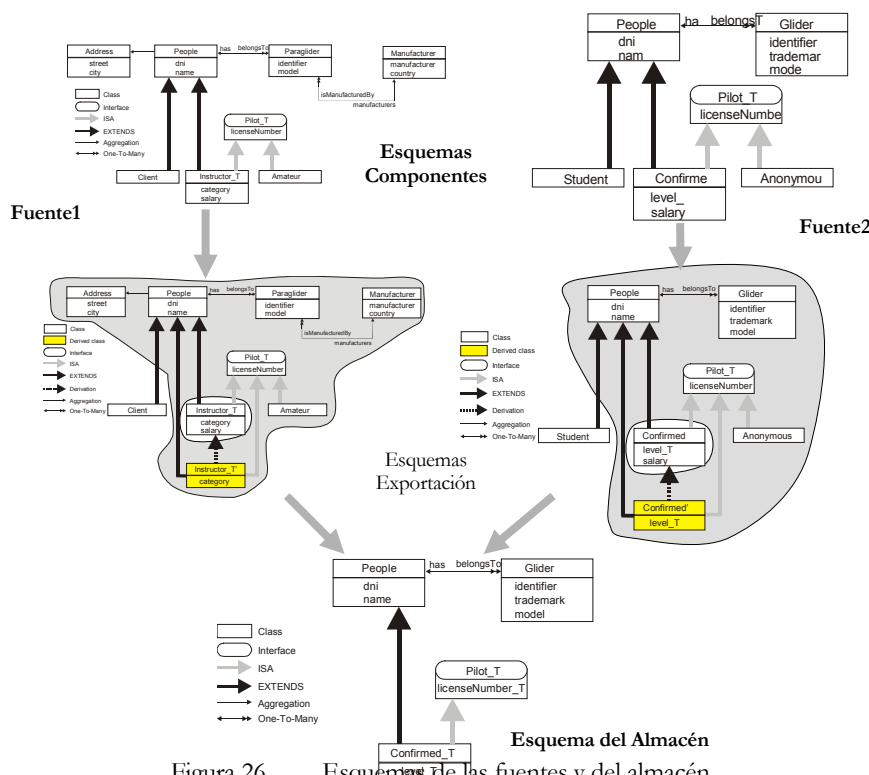 People
dni
name
has belongsTo
Address
street
city
Paraglider
identifier
model
Manufacturer
manufacturer
country
isManufacturedBy
manufacturers
Class
Interface
ISA
EXTENDS
Aggregation
One-To-Many
Pilot_T
licenseNumber
Client
Instructor_T
category
salary
Amateur
Fuente1
Esquemas
Componentes
People
dni
nam
ha belongsT
Glider
identifier
trademar
mode
Pilot_T
licenseNumbe
Student
Confirme
level_
salary
Anonymou
Fuente2
Address
street
city
People
dni
name
has belongsTo
Paraglider
identifier
model
Manufacturer
manufacturer
country
isManufacturedBy
manufacturers
Class
Derived class
Interface
ISA
EXTENDS
Derivation
Aggregation
One-To-Many
Pilot_T
licenseNumber
Client
Instructor_T
category
salary
Amateur
Instructor_T'
category
Esquemas
Exportación
People
dni
name
has belongsTo
Glider
identifier
trademark
model
Class
Derived class
Interface
ISA
EXTENDS
Derivation
Aggregation
One-To-Many
Pilot_T
licenseNumber
Student
Confirmed
level_T
salary
Anonymous
Confirmed'
level_T
People
dni
name
has belongsTo
Glider
identifier
trademark
model
Class
Interface
ISA
EXTENDS
Aggregation
One-To-Many
Pilot_T
licenseNumber_T
Confirmed_T
level_T
Esquema del Almacén
Figura 26 Esquemas de las fuentes y del almacén